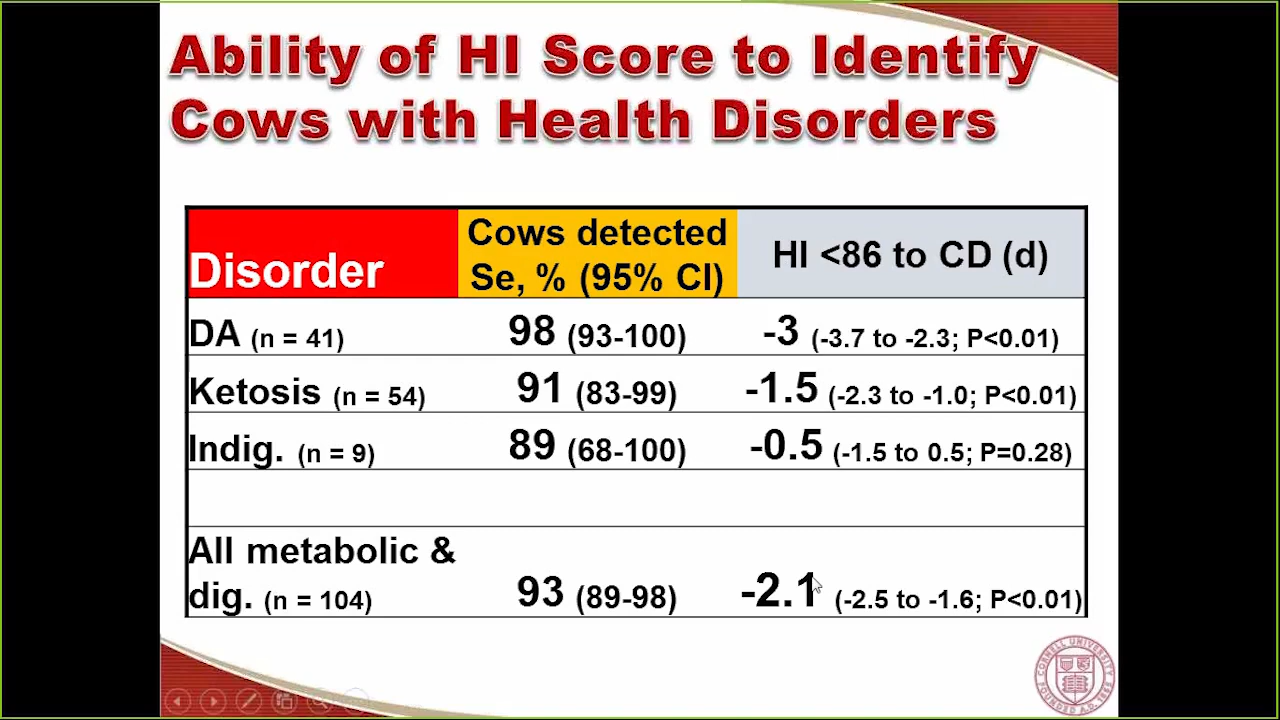 Ability of HI Score to Identify
Cows with Health Disorders
Disorder
Cows detected
Se, % (95% CI)
HI <86 to CD (d)
DA (n = 41) 98 (93-100) -3 (-3.7 to -2.3; P<0.01)
Ketosis (n = 54) 91 (83-99) -1.5 (-2.3 to -1.0; P<0.01)
Indig. (n = 9) 89 (68-100) -0.5 (-1.5 to 0.5; P=0.28)
All metabolic &
dig. (n = 104) 93 (89-98) -2.1 (-2.5 to -1.6; P<0.01)
CORNELL UNIVERSITY
FOUNDED A.D. 1865